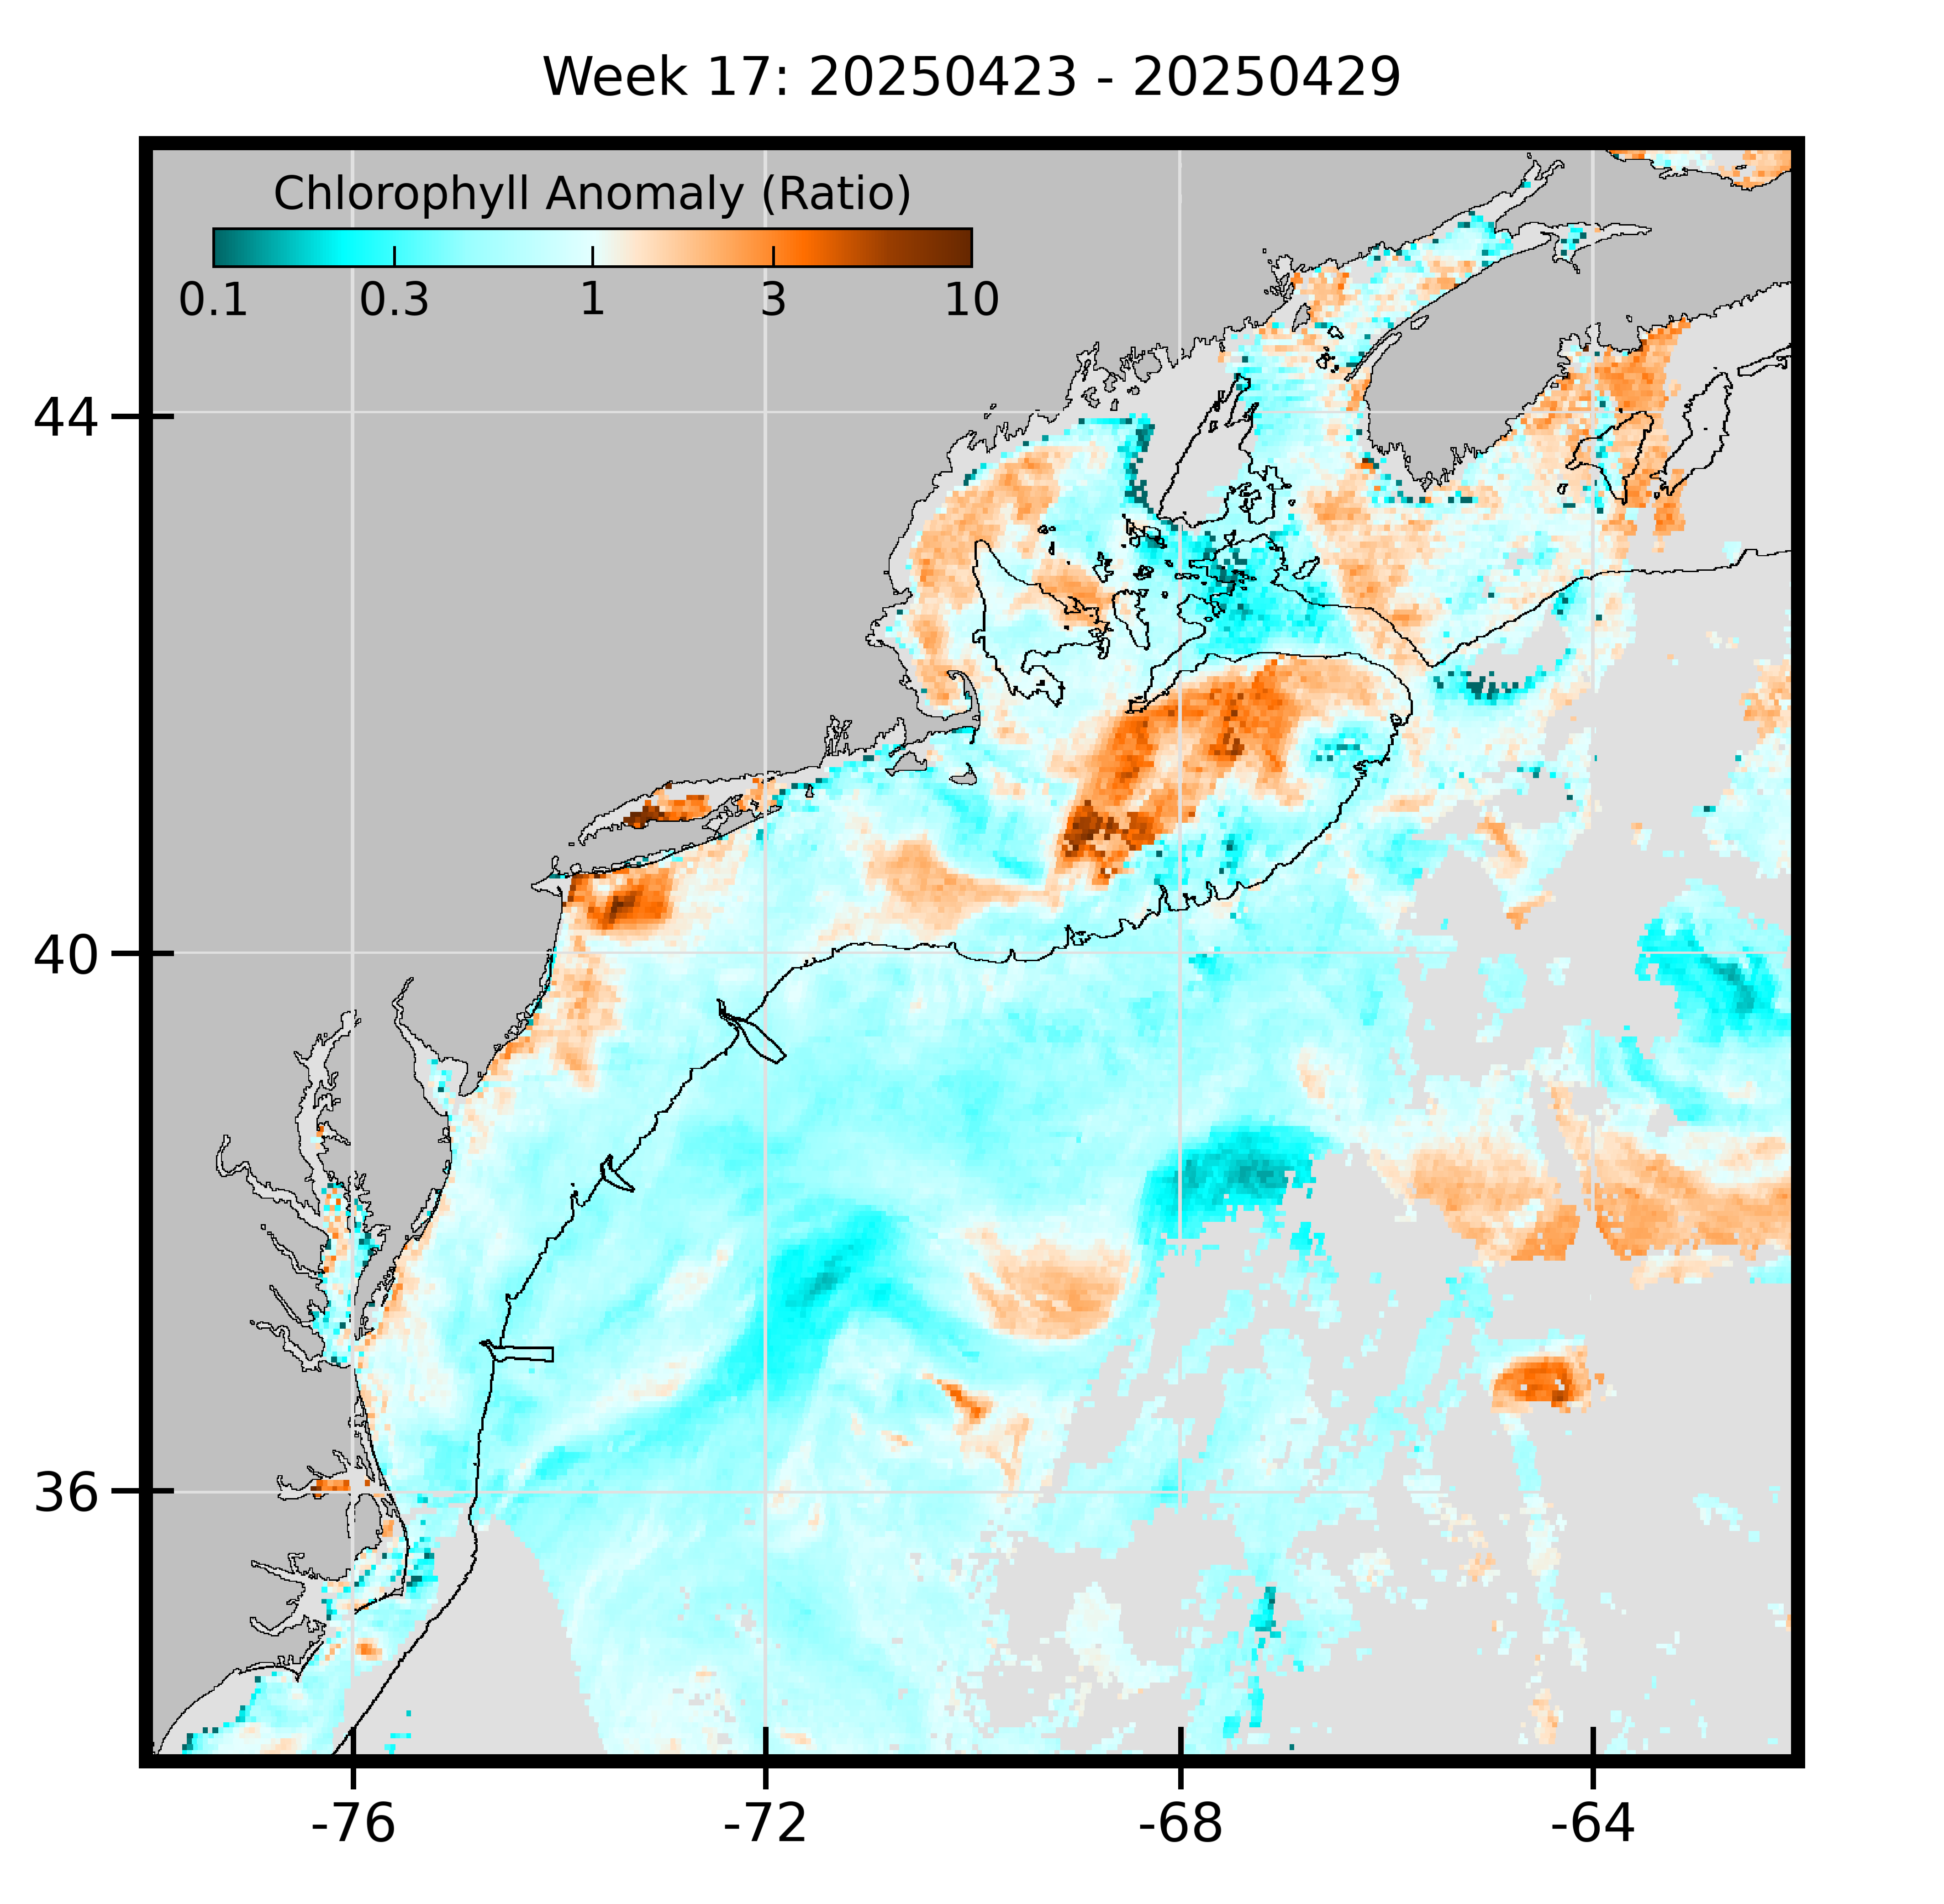 Week 17: 20250423 - 20250429
Chlorophyll Anomaly (Ratio)
0.1 0.3 1 3 10
44
40
36
-76 -72 -68 -64